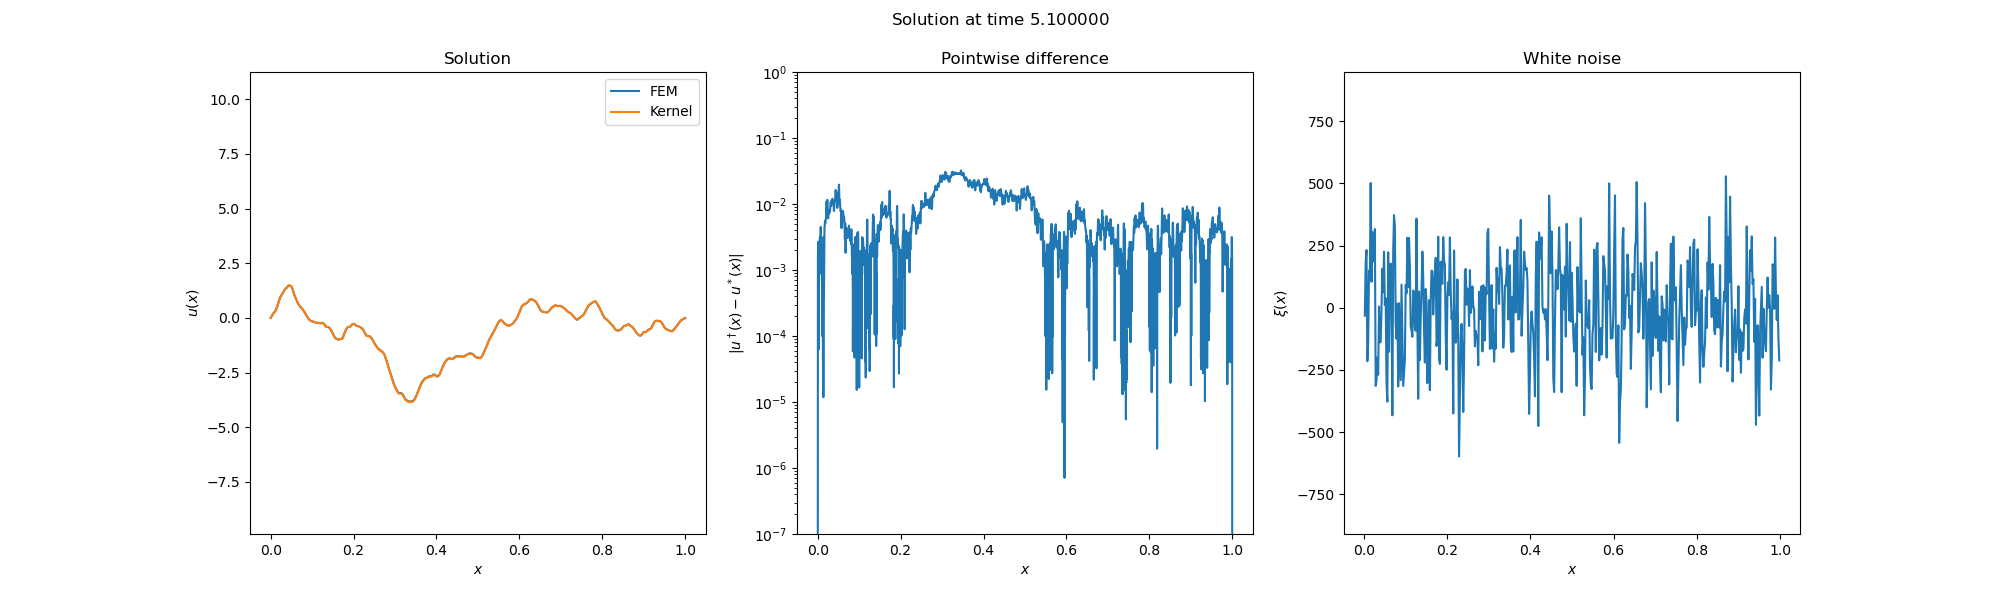 Solution at time 5.100000
Solution
10.0
7.5
5.0
2.5
0.0
−2.5
−5.0
−7.5
u(x)
0.0 0.2 0.4 0.6 0.8 1.0
x
FEM
Kernel
Pointwise difference
10⁰
10⁻¹
10⁻²
10⁻³
10⁻⁴
10⁻⁵
10⁻⁶
10⁻⁷
|u†(x) − u*(x)|
0.0 0.2 0.4 0.6 0.8 1.0
x
White noise
750
500
250
0
−250
−500
−750
ξ(x)
0.0 0.2 0.4 0.6 0.8 1.0
x